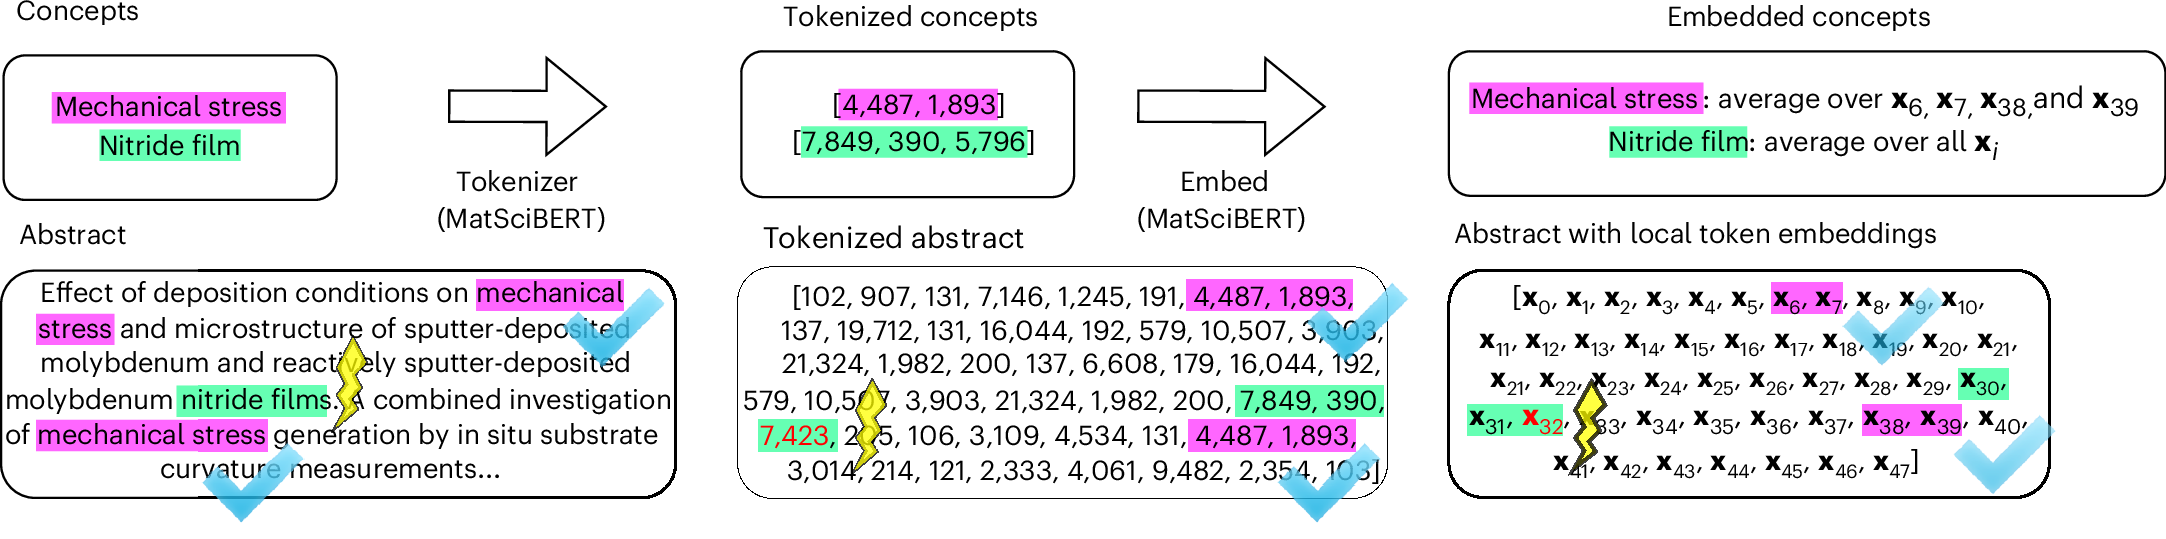 Concepts
Tokenized concepts
Embedded concepts
Mechanical stress
Nitride film
Tokenizer
(MatSciBERT)
[4,487, 1,893]
[7,849, 390, 5,796]
Embed
(MatSciBERT)
Mechanical stress: average over x6, x7, x38, and x39
Nitride film: average over all xi
Abstract
Effect of deposition conditions on mechanical
stress and microstructure of sputter-deposited
molybdenum and reactively sputter-deposited
molybdenum nitride films. A combined investigation
of mechanical stress generation by in situ substrate
curvature measurements...
Tokenized abstract
[102, 907, 131, 7,146, 1,245, 191, 4,487, 1,893,
137, 19,712, 131, 16,044, 192, 579, 10,507, 3,903,
21,324, 1,982, 200, 137, 6,608, 179, 16,044, 192,
579, 10,507, 3,903, 21,324, 1,982, 200, 7,849, 390,
7,423, 205, 106, 3,109, 4,534, 131, 4,487, 1,893,
3,014, 214, 121, 2,333, 4,061, 9,482, 2,354, 103]
Abstract with local token embeddings
[x0, x1, x2, x3, x4, x5, x6, x7, x8, x9, x10,
x11, x12, x13, x14, x15, x16, x17, x18, x19, x20, x21,
x21, x22, x23, x24, x25, x26, x27, x28, x29, x30,
x31, x32, x33, x34, x35, x36, x37, x38, x39, x40,
x41, x42, x43, x44, x45, x46, x47]